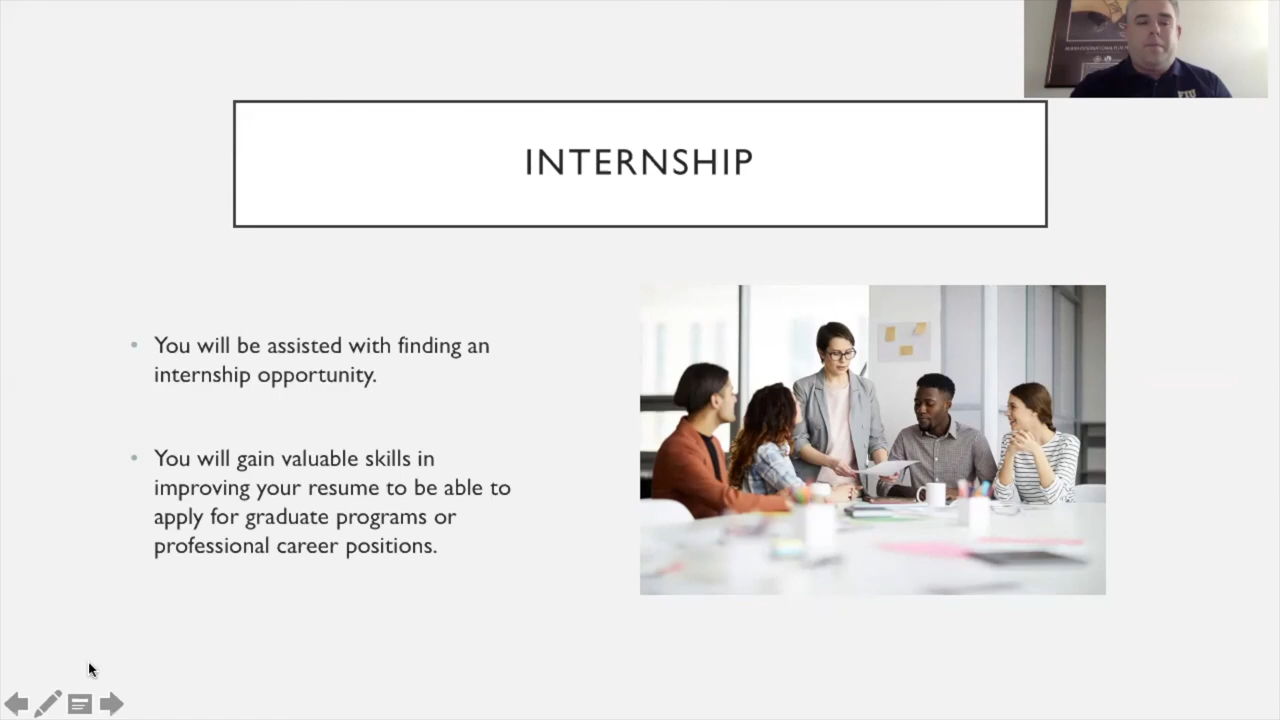 INTERNSHIP
• You will be assisted with finding an
internship opportunity.
• You will gain valuable skills in
improving your resume to be able to
apply for graduate programs or
professional career positions.
FIU